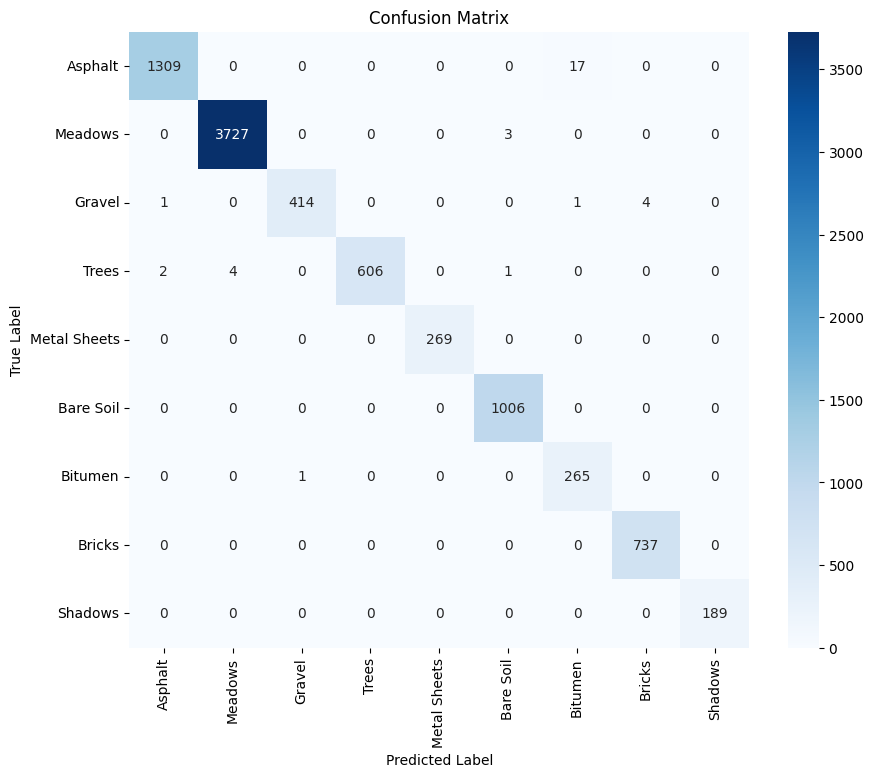 Confusion Matrix
Asphalt 1309 0 0 0 0 0 17 0 0
Meadows 0 3727 0 0 0 3 0 0 0
Gravel 1 0 414 0 0 0 1 4 0
Trees 2 4 0 606 0 1 0 0 0
Metal Sheets 0 0 0 0 269 0 0 0 0
Bare Soil 0 0 0 0 0 1006 0 0 0
Bitumen 0 0 1 0 0 0 265 0 0
Bricks 0 0 0 0 0 0 0 737 0
Shadows 0 0 0 0 0 0 0 0 189
True Label
Asphalt Meadows Gravel Trees Metal Sheets Bare Soil Bitumen Bricks Shadows
Predicted Label
3500
3000
2500
2000
1500
1000
500
0